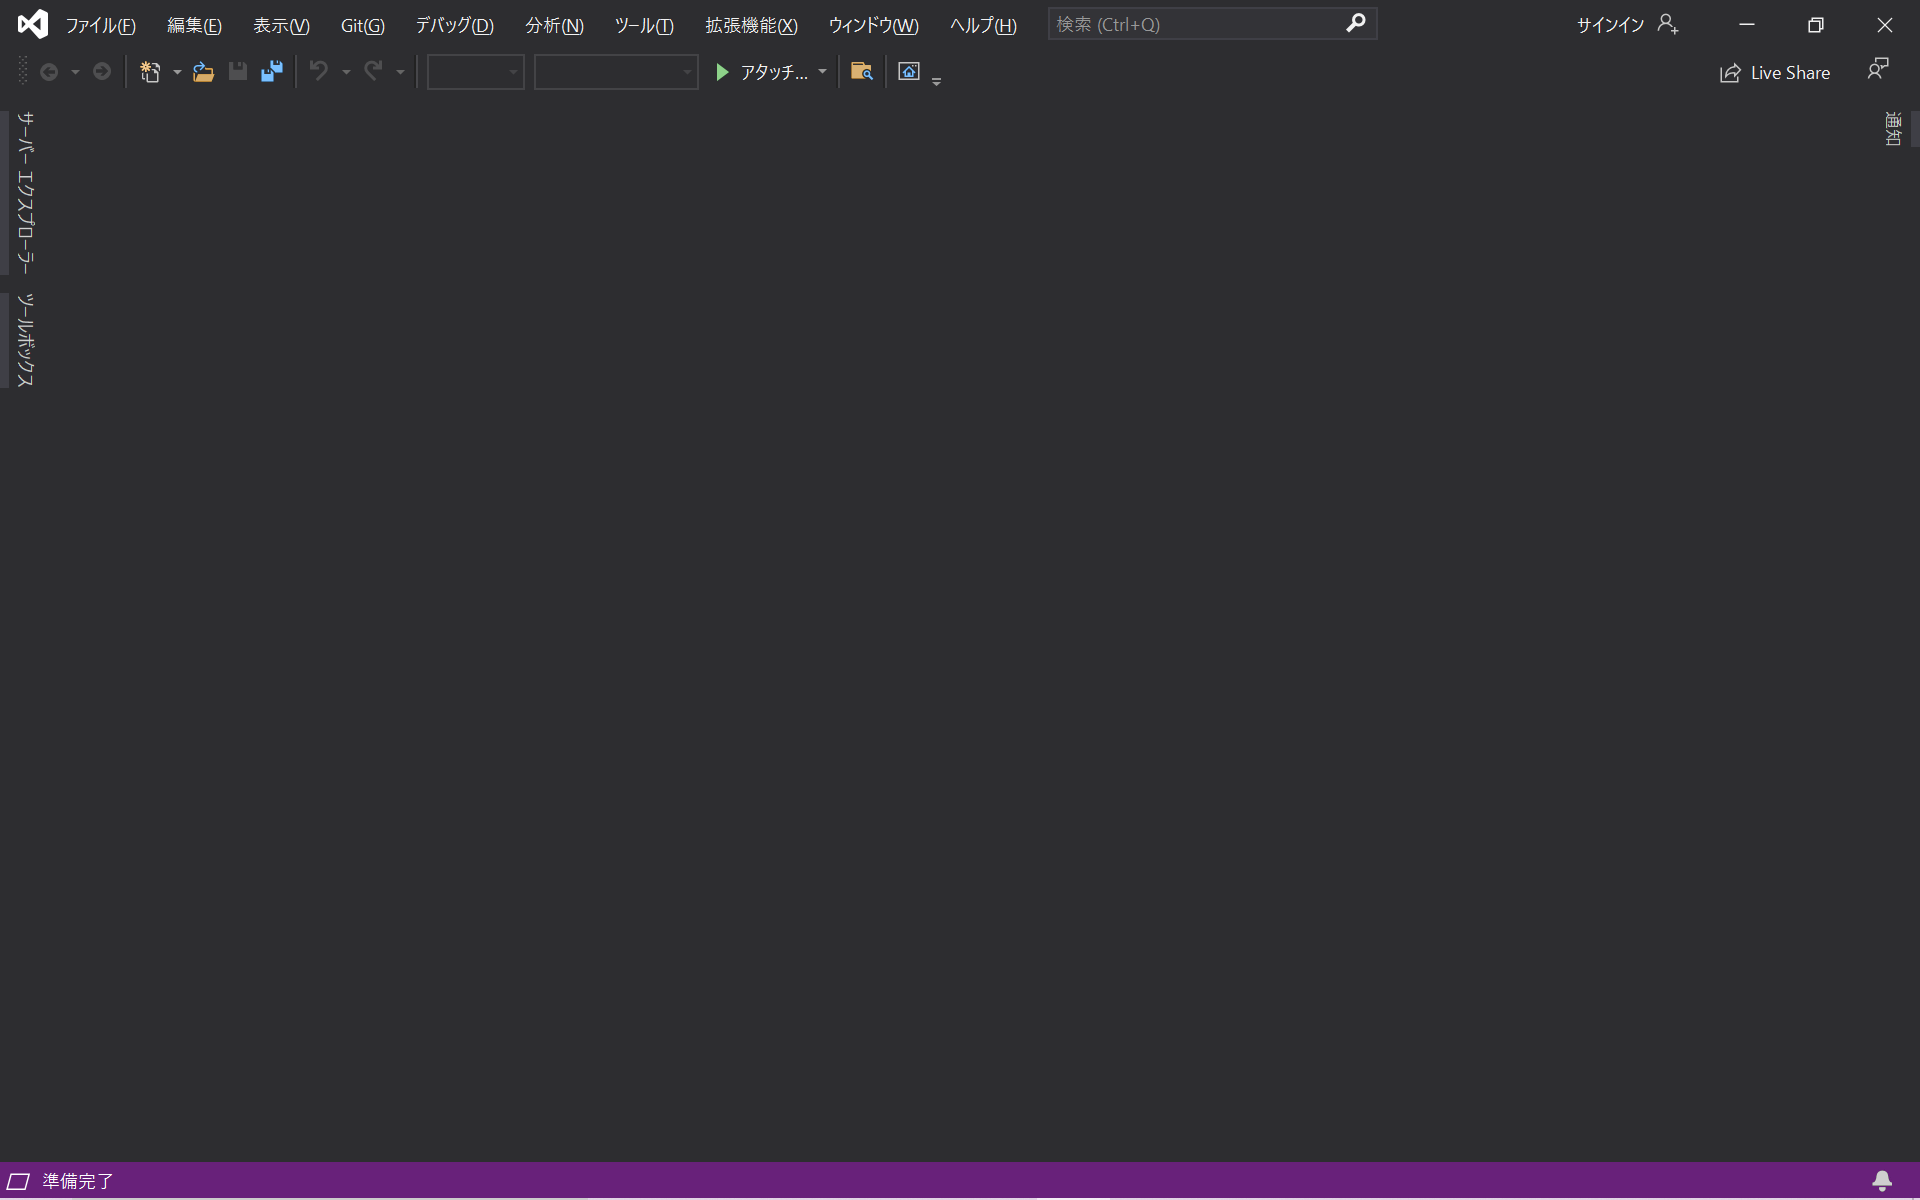 ファイル(F) 編集(E) 表示(V) Git(G) デバッグ(D) 分析(N) ツール(T) 拡張機能(X) ウィンドウ(W) ヘルプ(H) 検索 (Ctrl+Q) サインイン
アタッチ... Live Share
サーバー エクスプローラー
ツールボックス
通知
準備完了